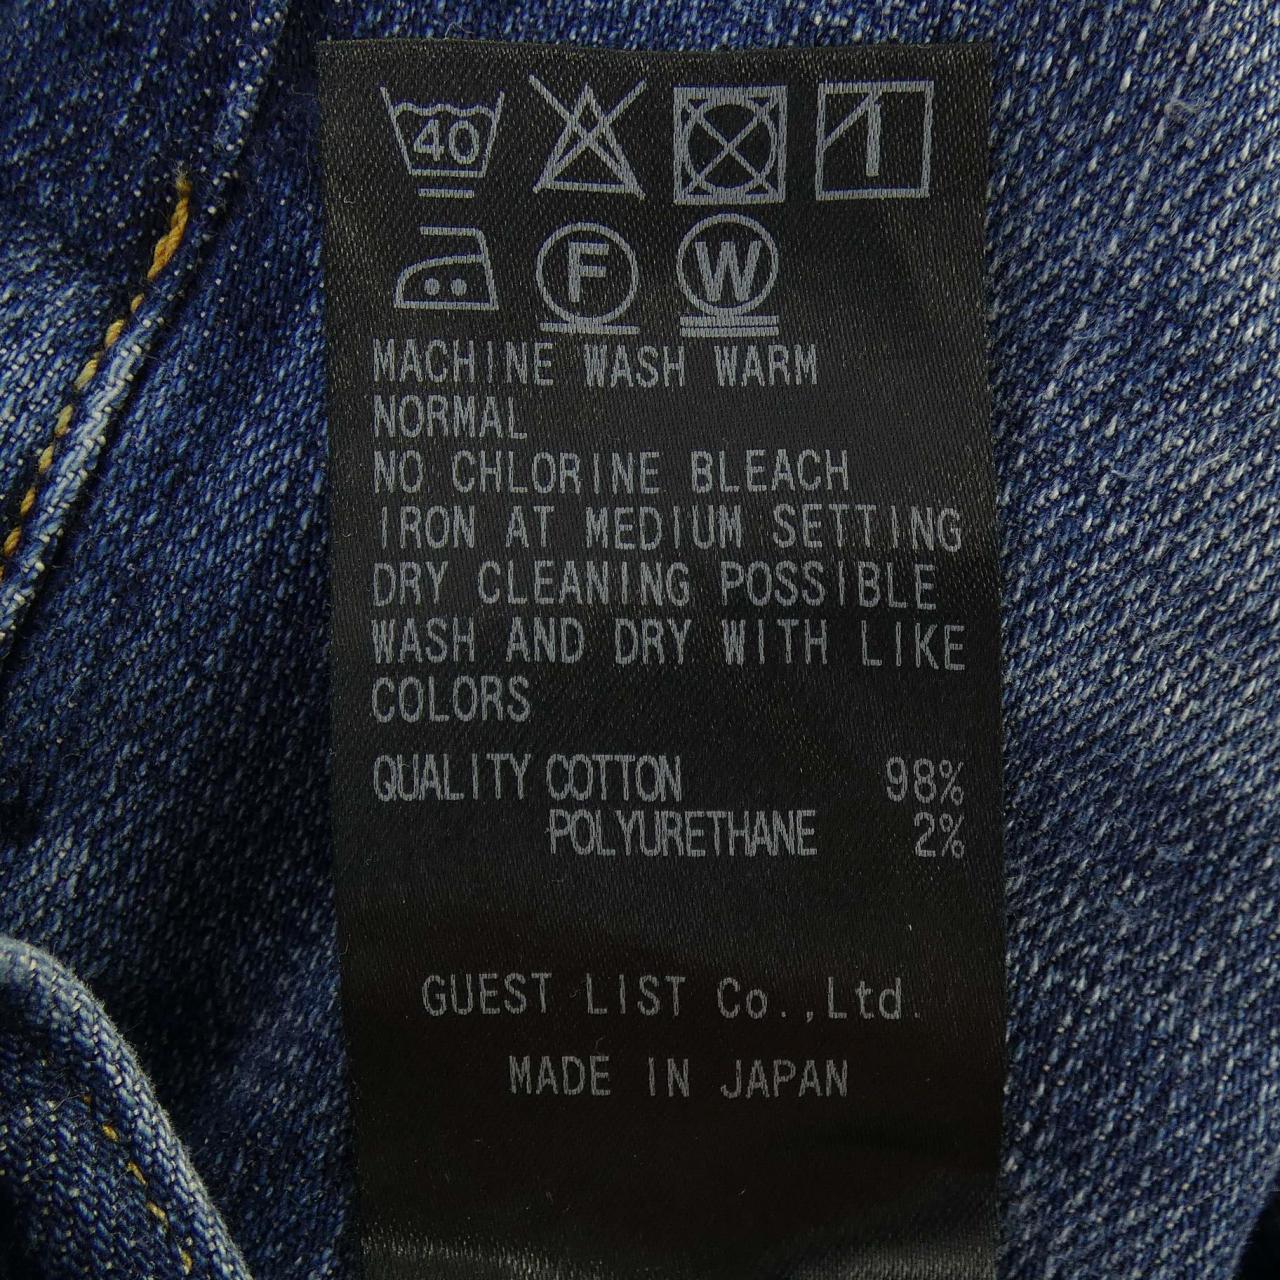 40
F W
MACHINE WASH WARM
NORMAL
NO CHLORINE BLEACH
IRON AT MEDIUM SETTING
DRY CLEANING POSSIBLE
WASH AND DRY WITH LIKE
COLORS
QUALITY COTTON 98%
POLYURETHANE 2%
GUEST LIST Co.,Ltd.
MADE IN JAPAN